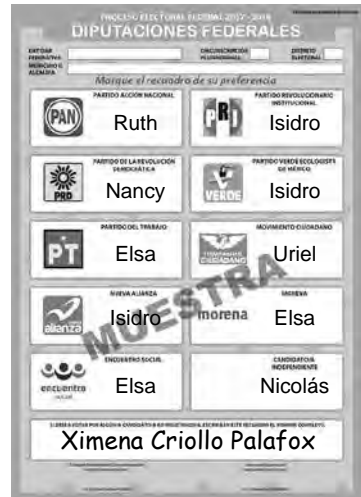 PROCESO ELECTORAL FEDERAL 2017 - 2018
DIPUTACIONES FEDERALES
ENTIDAD FEDERATIVA
CIRCUNSCRIPCIÓN PLURINOMINAL
DISTRITO ELECTORAL
MUNICIPIO O ALCALDÍA
Marque el recuadro de su preferencia
PARTIDO ACCIÓN NACIONAL
PAN
Ruth
PARTIDO REVOLUCIONARIO INSTITUCIONAL
PRI
Isidro
PARTIDO DE LA REVOLUCIÓN DEMOCRÁTICA
PRD
Nancy
PARTIDO VERDE ECOLOGISTA DE MÉXICO
VERDE
Isidro
PARTIDO DEL TRABAJO
PT
Elsa
MOVIMIENTO CIUDADANO
MOVIMIENTO CIUDADANO
Uriel
NUEVA ALIANZA
alianza
Isidro
MORENA
morena
Elsa
ENCUENTRO SOCIAL
encuentro social
Elsa
CANDIDATO/A INDEPENDIENTE
Nicolás
MUESTRA
Ximena Criollo Palafox